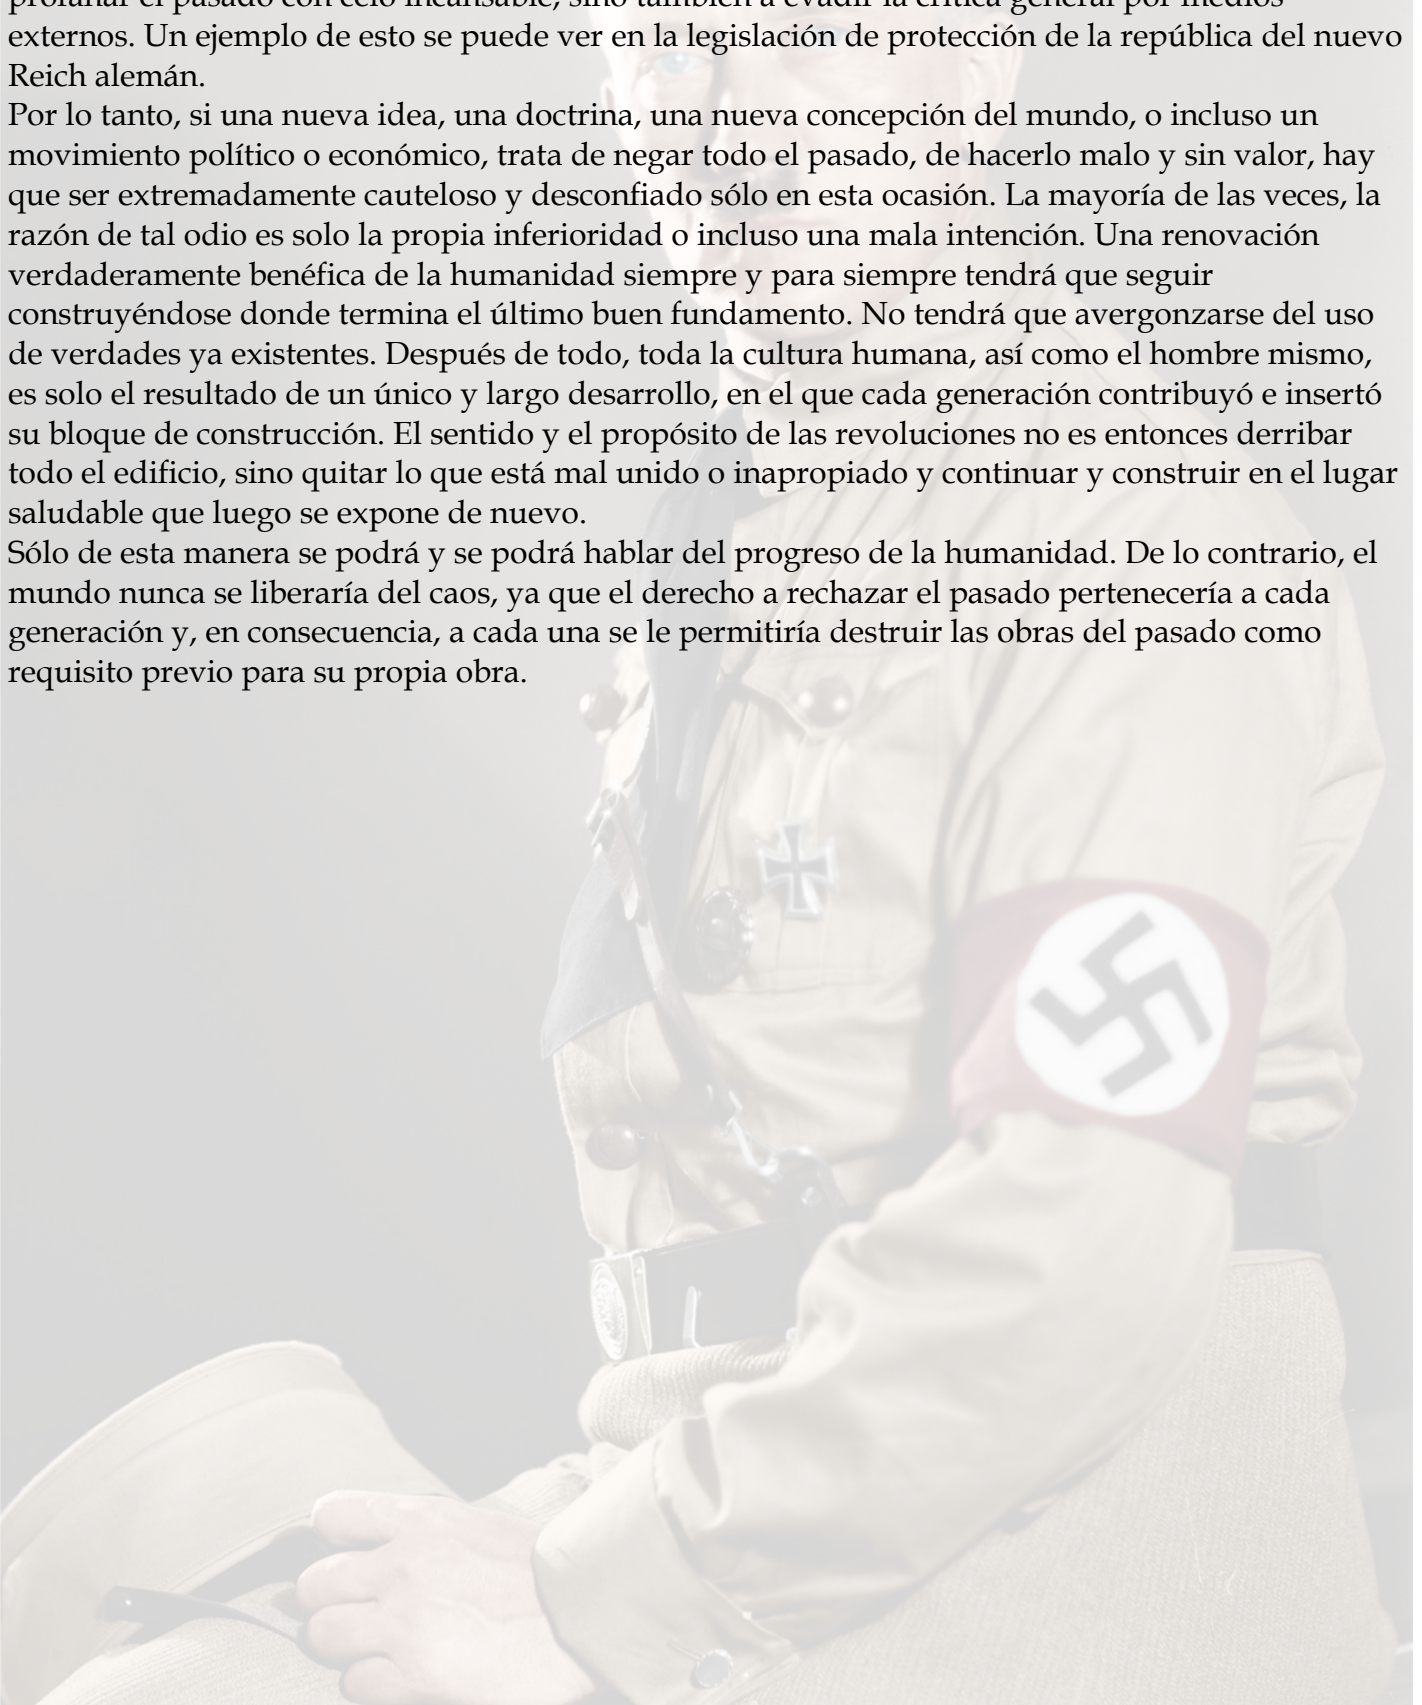 profanar el pasado con celo incansable, sino también a evadir la crítica general por medios
externos. Un ejemplo de esto se puede ver en la legislación de protección de la república del nuevo
Reich alemán.
Por lo tanto, si una nueva idea, una doctrina, una nueva concepción del mundo, o incluso un
movimiento político o económico, trata de negar todo el pasado, de hacerlo malo y sin valor, hay
que ser extremadamente cauteloso y desconfiado sólo en esta ocasión. La mayoría de las veces, la
razón de tal odio es solo la propia inferioridad o incluso una mala intención. Una renovación
verdaderamente benéfica de la humanidad siempre y para siempre tendrá que seguir
construyéndose donde termina el último buen fundamento. No tendrá que avergonzarse del uso
de verdades ya existentes. Después de todo, toda la cultura humana, así como el hombre mismo,
es solo el resultado de un único y largo desarrollo, en el que cada generación contribuyó e insertó
su bloque de construcción. El sentido y el propósito de las revoluciones no es entonces derribar
todo el edificio, sino quitar lo que está mal unido o inapropiado y continuar y construir en el lugar
saludable que luego se expone de nuevo.
Sólo de esta manera se podrá y se podrá hablar del progreso de la humanidad. De lo contrario, el
mundo nunca se liberaría del caos, ya que el derecho a rechazar el pasado pertenecería a cada
generación y, en consecuencia, a cada una se le permitiría destruir las obras del pasado como
requisito previo para su propia obra.